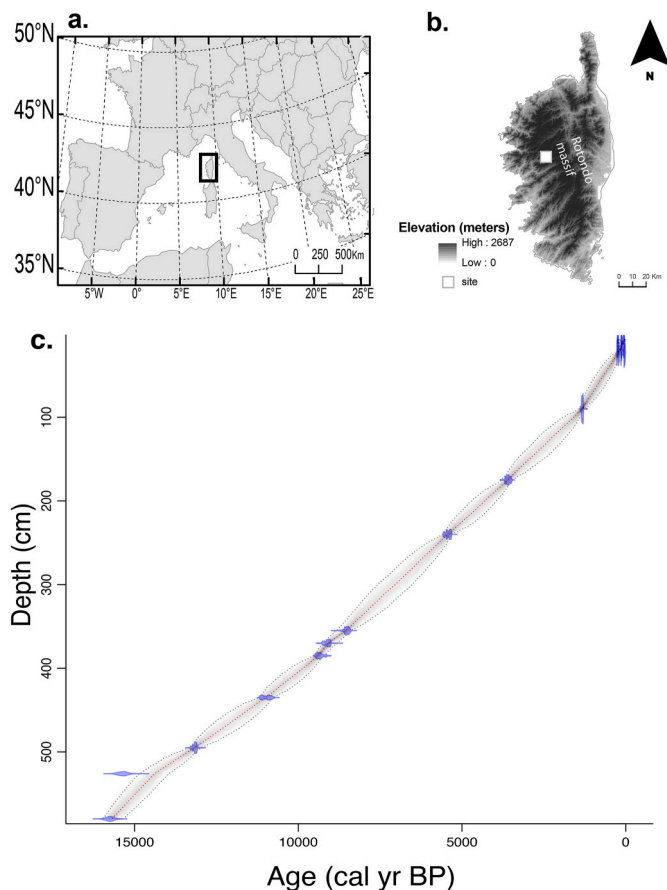 a.
50°N
45°N
40°N
35°N
5°W 0° 5°E 10°E 15°E 20°E 25°E
0 250 500Km
b.
N
Rotondo
massif
Elevation (meters)
High : 2687
Low : 0
site
0 10 20 Km
c.
Depth (cm)
100
200
300
400
500
15000 10000 5000 0
Age (cal yr BP)